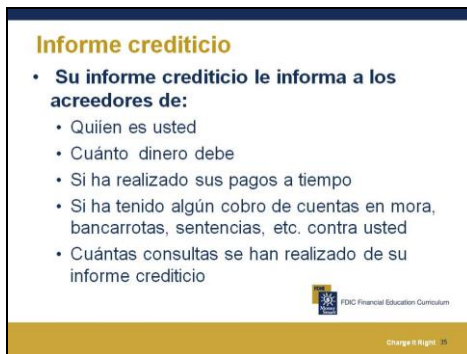 Informe crediticio
• Su informe crediticio le informa a los
acreedores de:
• Quiíen es usted
• Cuánto dinero debe
• Si ha realizado sus pagos a tiempo
• Si ha tenido algún cobro de cuentas en mora,
bancarrotas, sentencias, etc. contra usted
• Cuántas consultas se han realizado de su
informe crediticio
FDIC Financial Education Curriculum
Charge It Right 35